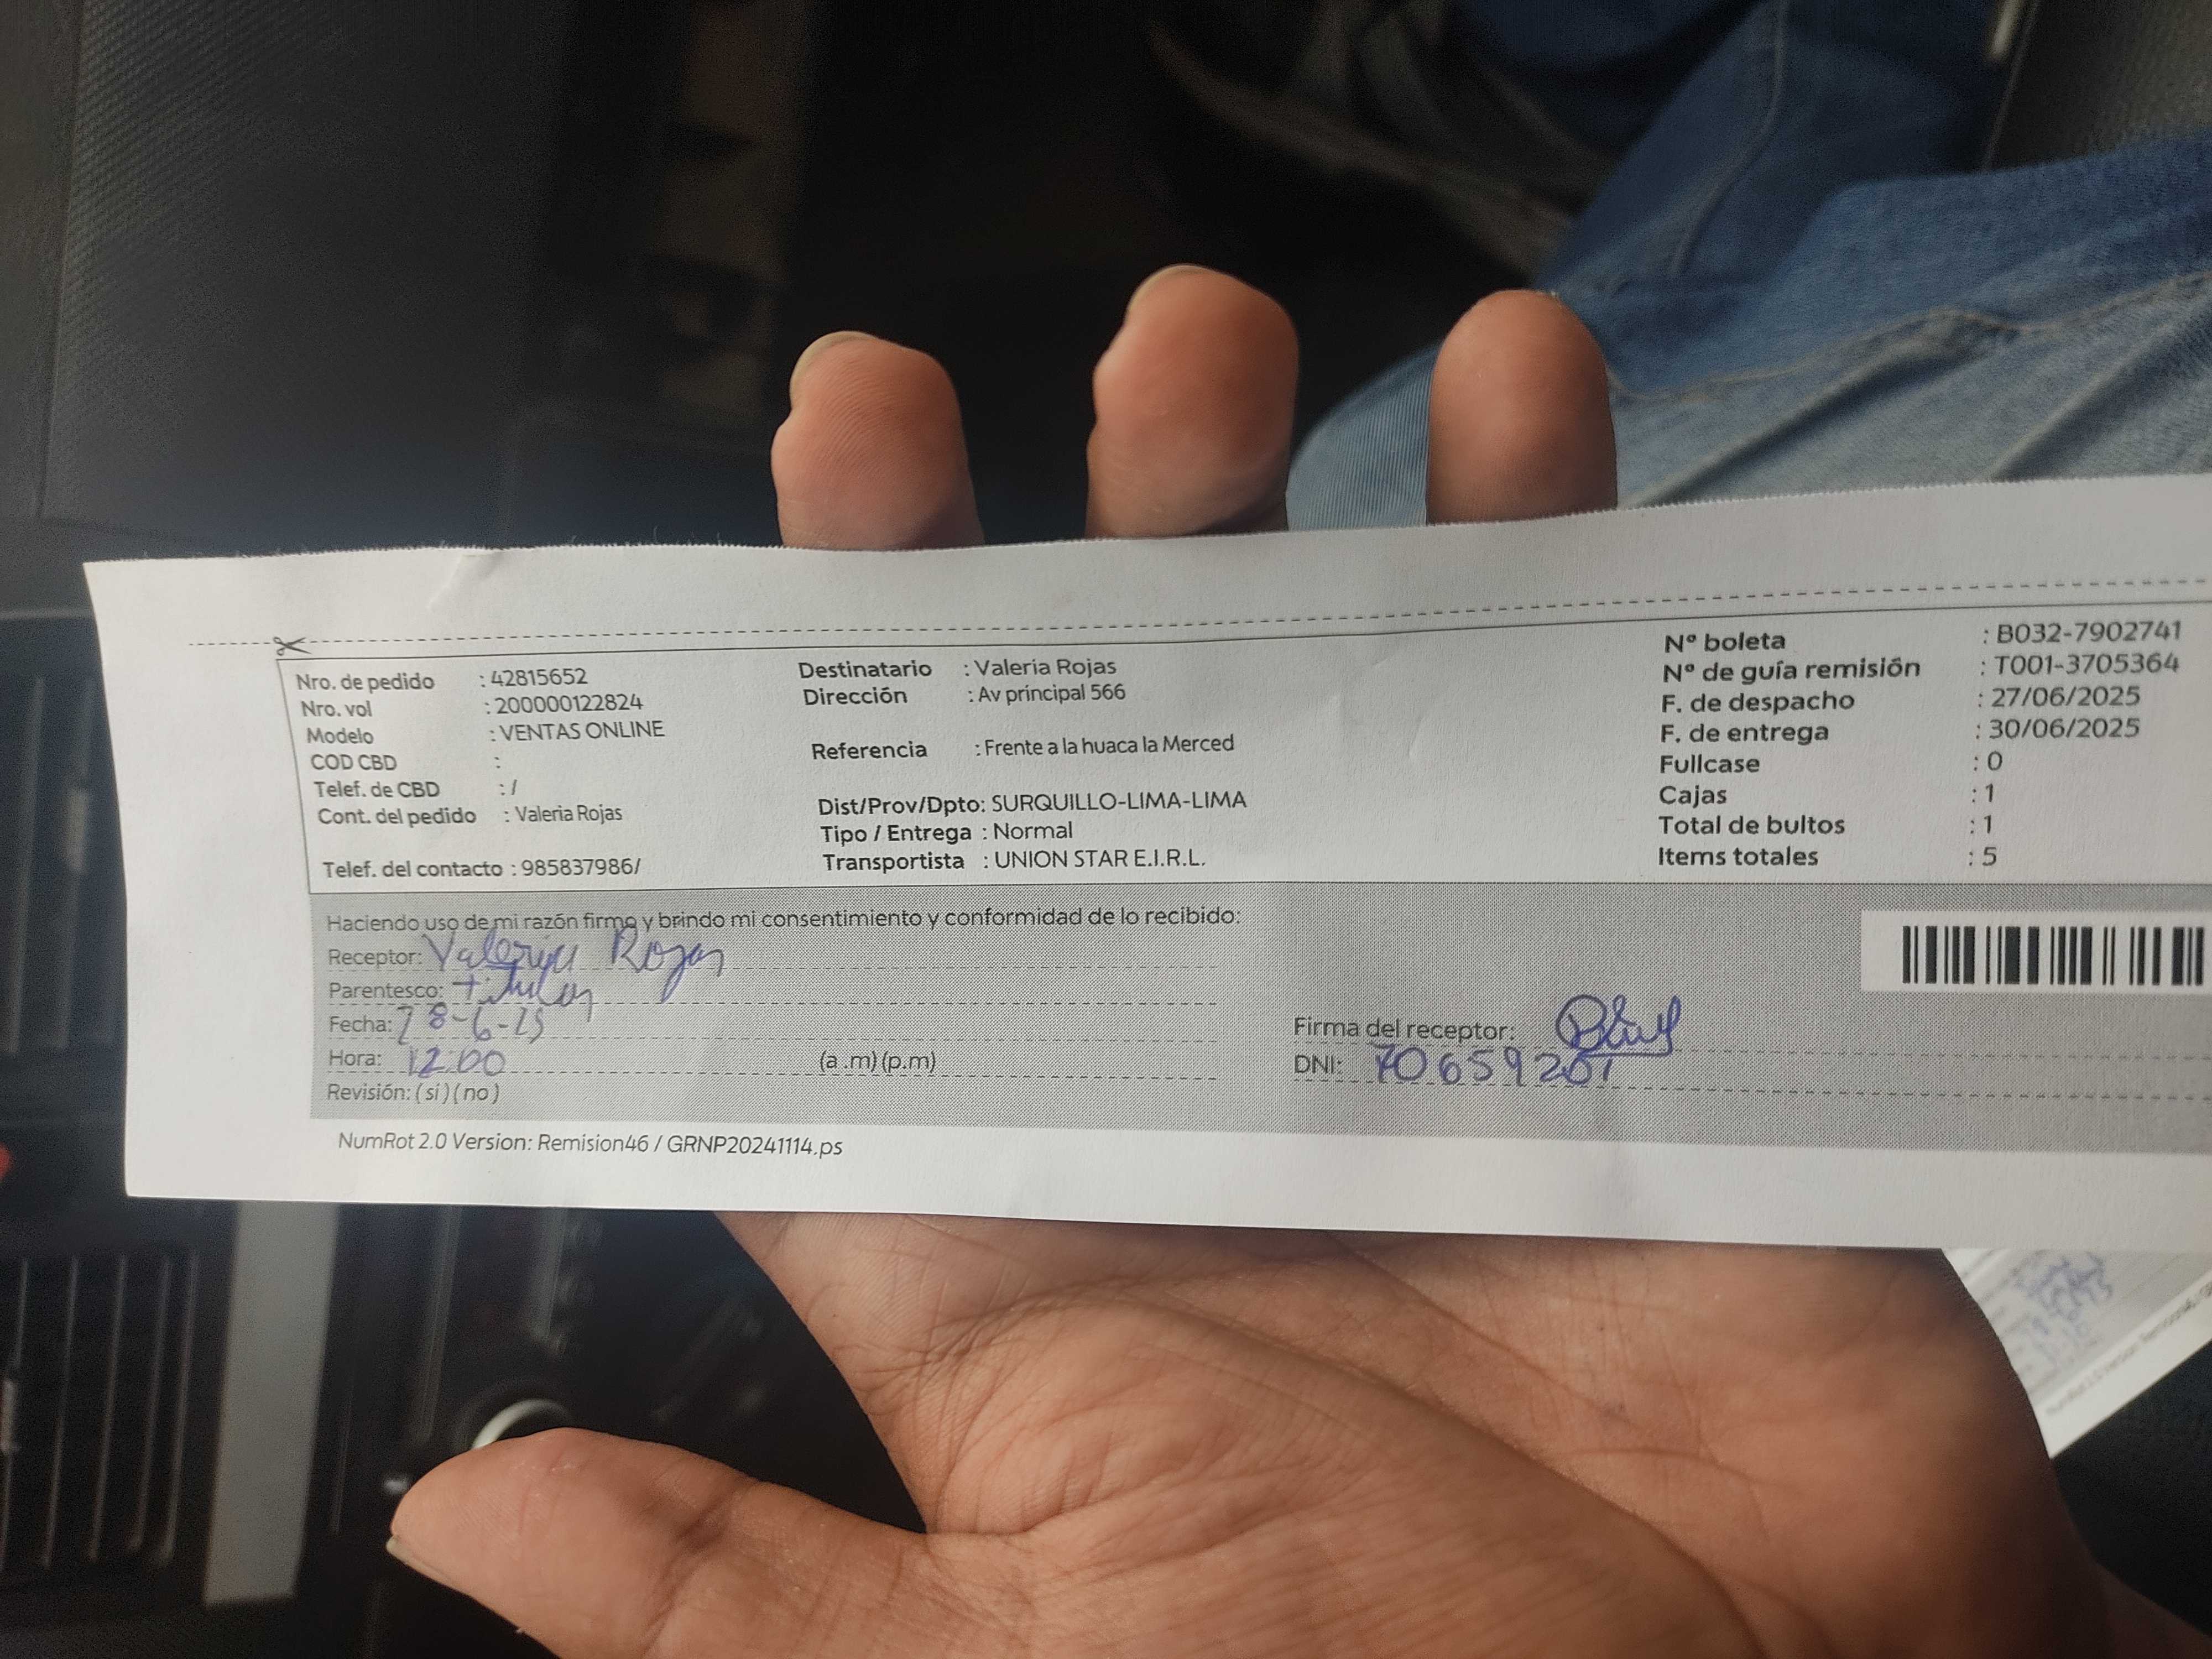 Nro. de pedido : 42815652
Nro. vol : 200000122824
Modelo : VENTAS ONLINE
COD CBD :
Telef. de CBD : /
Cont. del pedido : Valeria Rojas
Telef. del contacto : 985837986/
Destinatario : Valeria Rojas
Dirección : Av principal 566
Referencia : Frente a la huaca la Merced
Dist/Prov/Dpto: SURQUILLO-LIMA-LIMA
Tipo / Entrega : Normal
Transportista : UNION STAR E.I.R.L.
Nº boleta : B032-7902741
Nº de guía remisión : T001-3705364
F. de despacho : 27/06/2025
F. de entrega : 30/06/2025
Fullcase : 0
Cajas : 1
Total de bultos : 1
Items totales : 5
Haciendo uso de mi razón firmo y brindo mi consentimiento y conformidad de lo recibido:
Receptor: Valeria Rojas
Parentesco: titular
Fecha: 28-6-25
Hora: 12:00 (a .m) (p.m)
Revisión: ( si ) ( no )
Firma del receptor:
DNI: 70659201
NumRot 2.0 Version: Remision46 / GRNP20241114.ps